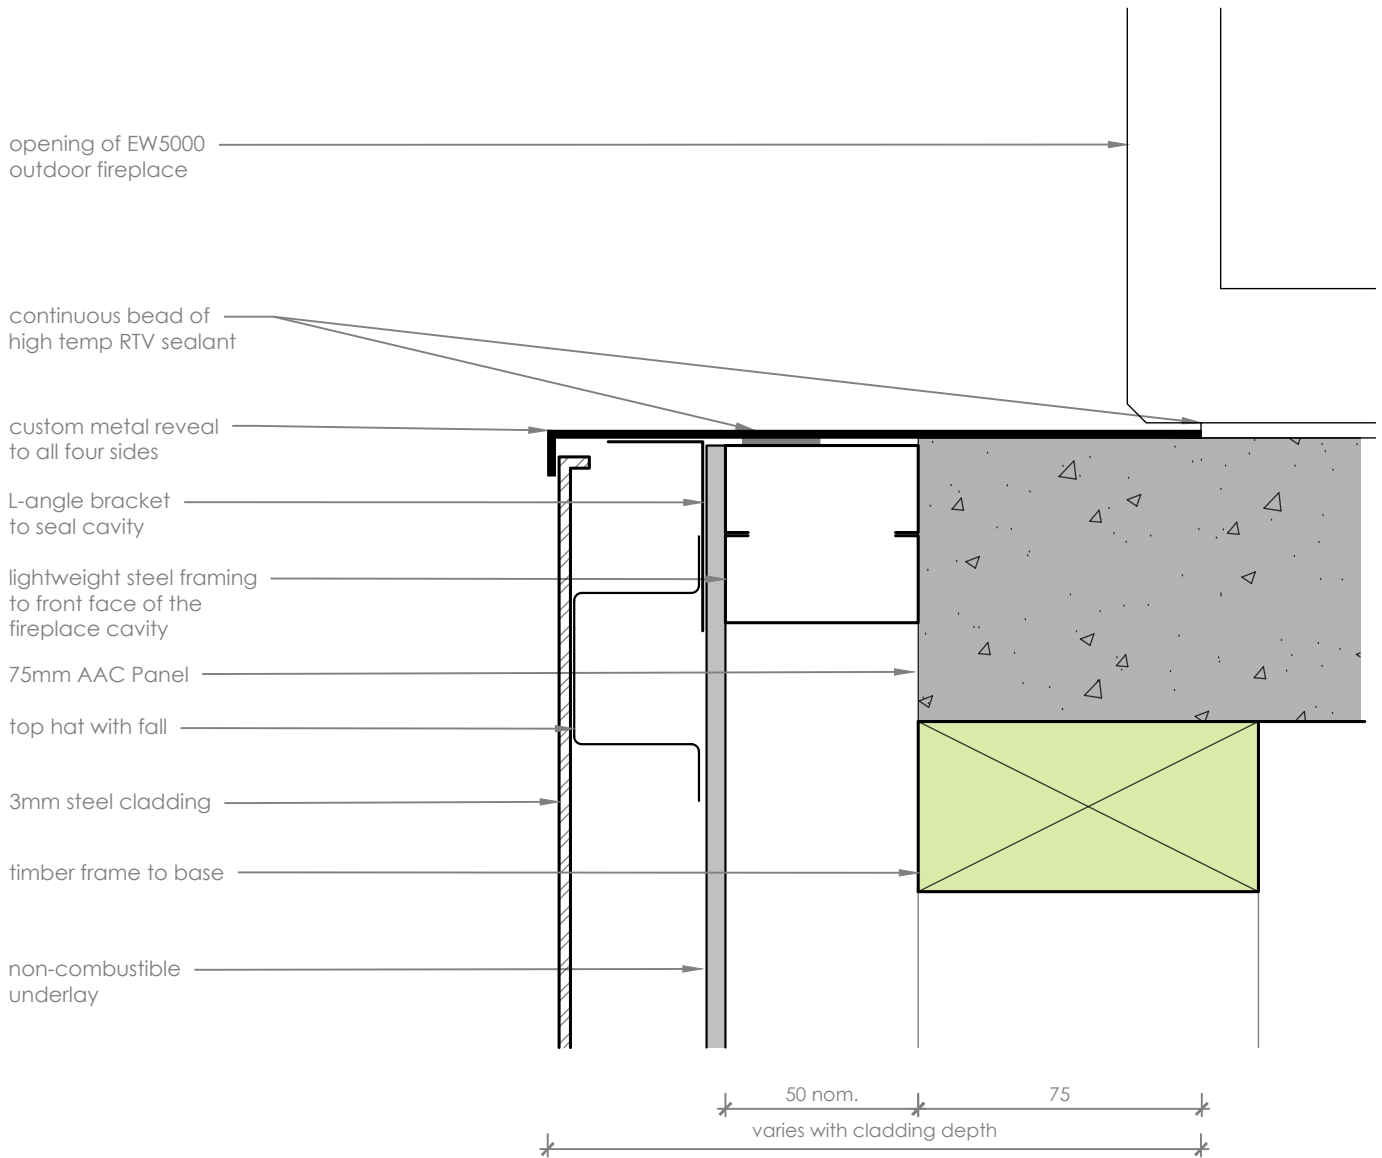 opening of EW5000
outdoor fireplace
continuous bead of
high temp RTV sealant
custom metal reveal
to all four sides
L-angle bracket
to seal cavity
lightweight steel framing
to front face of the
fireplace cavity
75mm AAC Panel
top hat with fall
3mm steel cladding
timber frame to base
non-combustible
underlay
50 nom.
75
varies with cladding depth